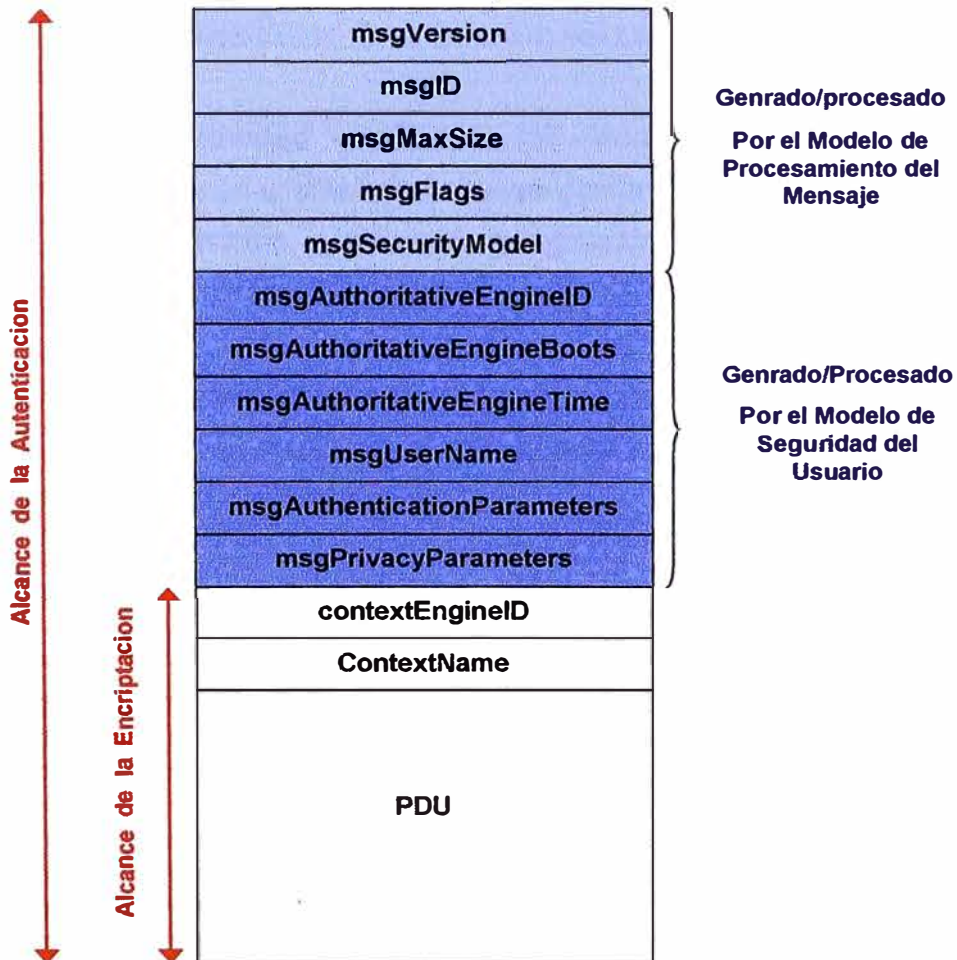 msgVersion
msgID
msgMaxSize
msgFlags
msgSecurityModel
msgAuthoritativeEngineID
msgAuthoritativeEngineBoots
msgAuthoritativeEngineTime
msgUserName
msgAuthenticationParameters
msgPrivacyParameters
contextEngineID
ContextName
PDU
Genrado/procesado
Por el Modelo de
Procesamiento del
Mensaje
Genrado/Procesado
Por el Modelo de
Seguridad del
Usuario
Alcance de la Autenticacion
Alcance de la Encriptacion